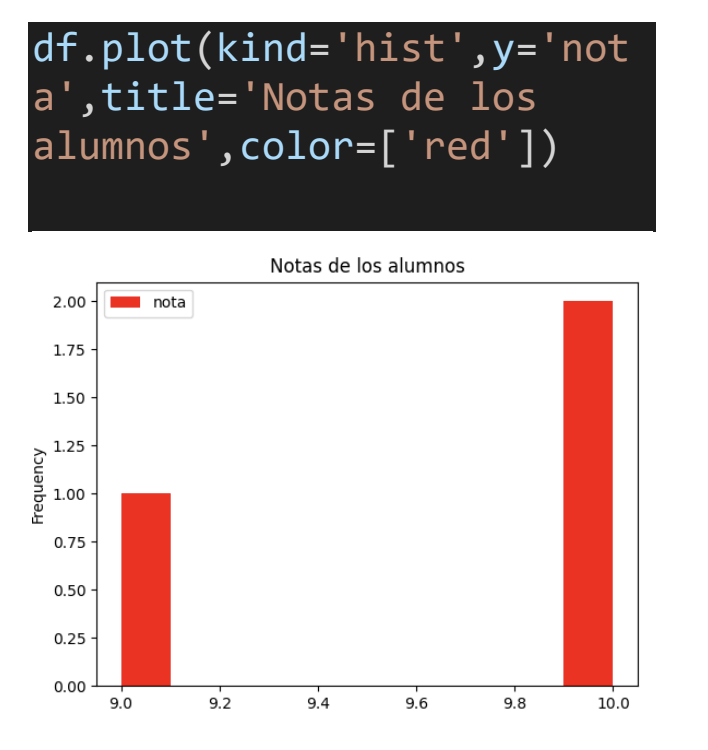 df.plot(kind='hist',y='not
a',title='Notas de los
alumnos',color=['red'])
Notas de los alumnos
nota
2.00
1.75
1.50
1.25
1.00
0.75
0.50
0.25
0.00
Frequency
9.0 9.2 9.4 9.6 9.8 10.0